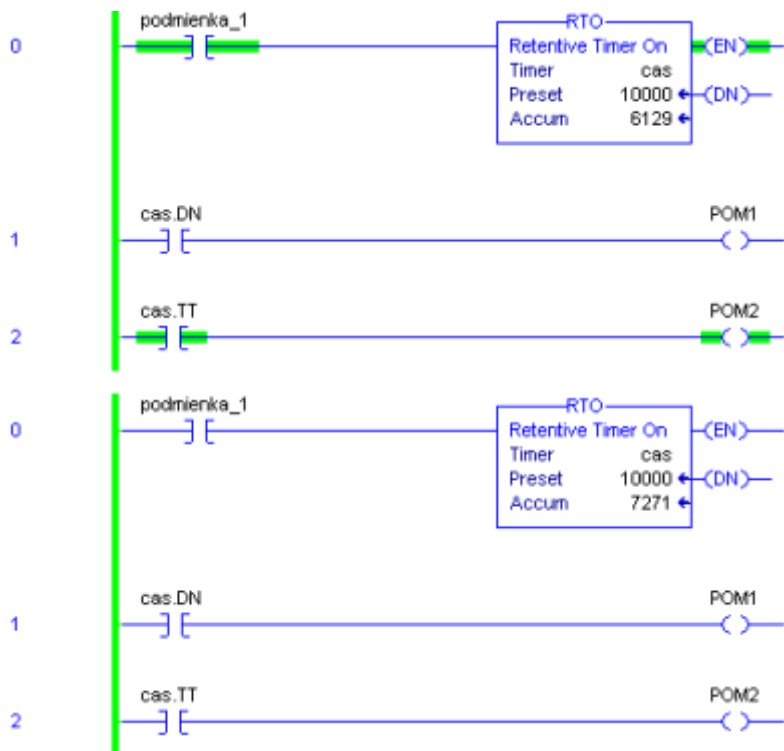 podmienka_1
RTO
0
Retentive Timer On
(EN)
Timer cas
Preset 10000
(DN)
Accum 6129
cas.DN
POM1
1
cas.TT
POM2
2
podmienka_1
RTO
0
Retentive Timer On
(EN)
Timer cas
Preset 10000
(DN)
Accum 7271
cas.DN
POM1
1
cas.TT
POM2
2